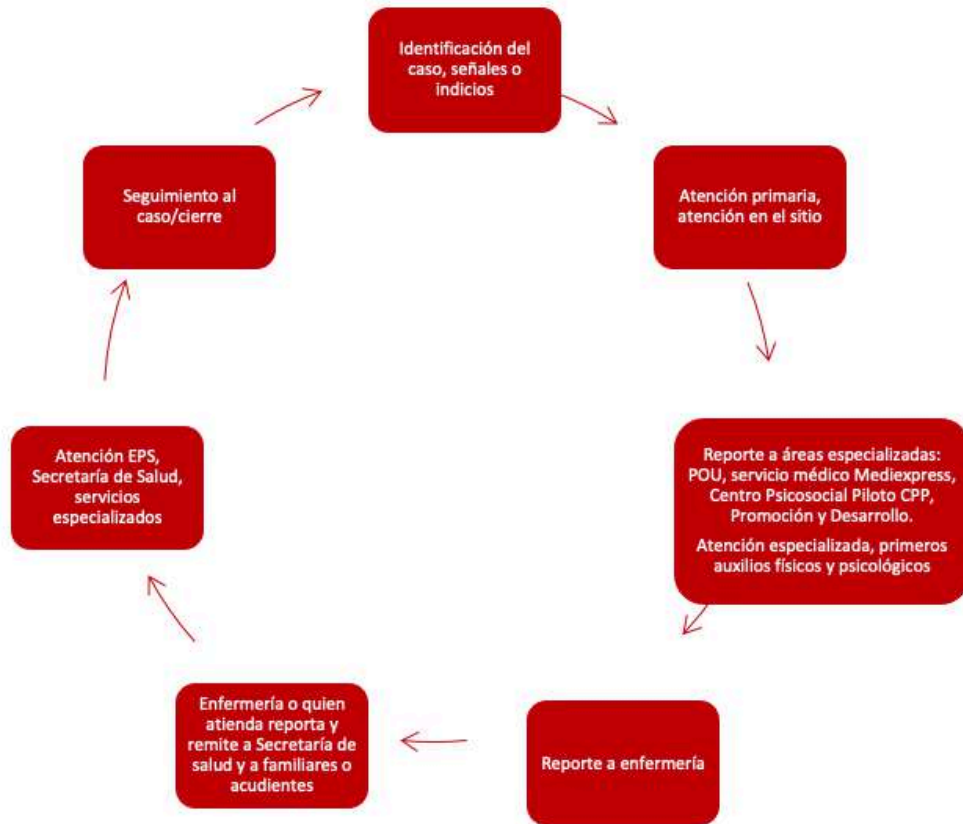 Identificación del
caso, señales o
indicios
Atención primaria,
atención en el sitio
Reporte a áreas especializadas:
POU, servicio médico Mediexpress,
Centro Psicosocial Piloto CPP,
Promoción y Desarrollo.
Atención especializada, primeros
auxilios físicos y psicológicos
Reporte a enfermería
Enfermería o quien
atienda reporta y
remite a Secretaría de
salud y a familiares o
acudientes
Atención EPS,
Secretaría de Salud,
servicios
especializados
Seguimiento al
caso/cierre